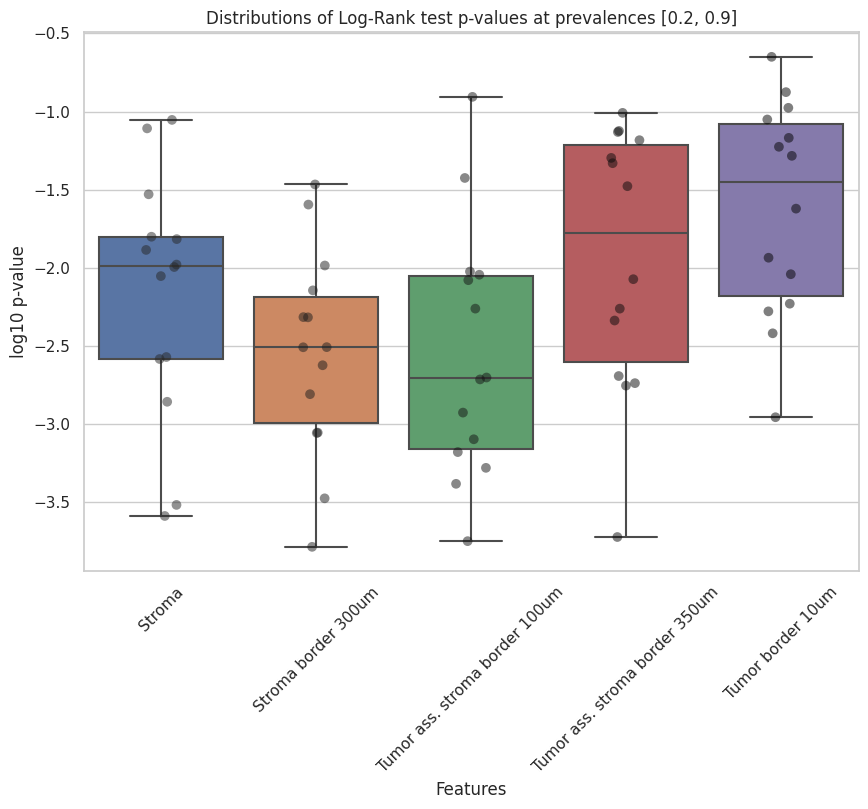 Distributions of Log-Rank test p-values at prevalences [0.2, 0.9]
−0.5
−1.0
−1.5
−2.0
−2.5
−3.0
−3.5
log10 p-value
Stroma
Stroma border 300um
Tumor ass. stroma border 100um
Tumor ass. stroma border 350um
Tumor border 10um
Features